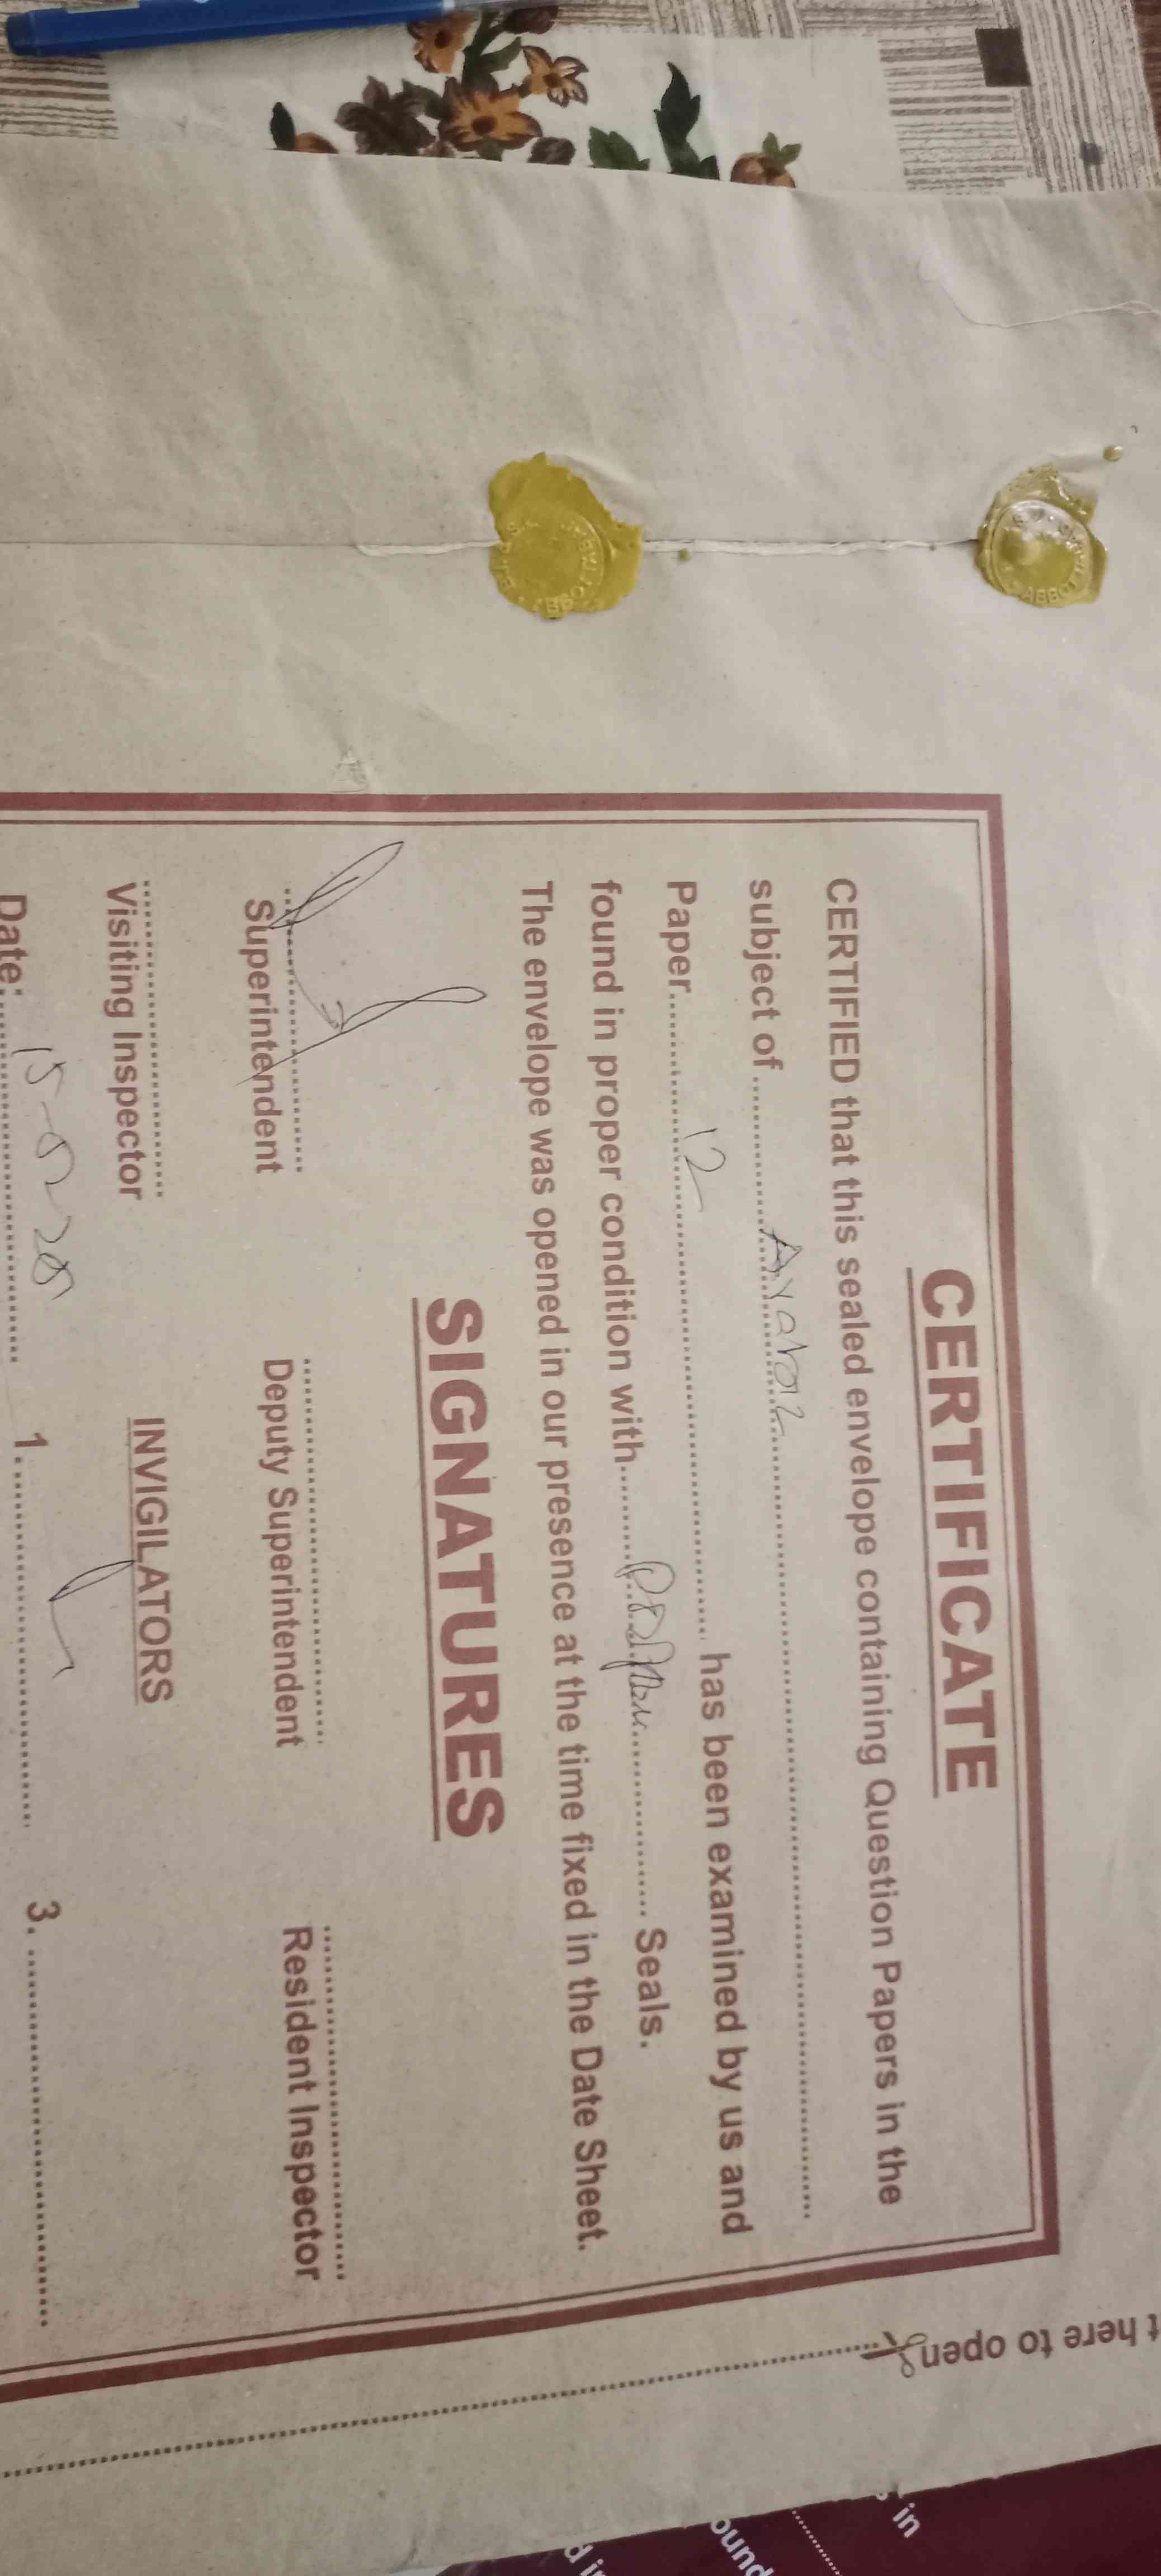 CERTIFICATE
CERTIFIED that this sealed envelope containing Question Papers in the
subject of
Paper 12 has been examined by us and
found in proper condition with Seals.
The envelope was opened in our presence at the time fixed in the Date Sheet.
SIGNATURES
Superintendent Deputy Superintendent Resident Inspector
Visiting Inspector INVIGILATORS
Date: 1. 3.
t here to open
in
ound